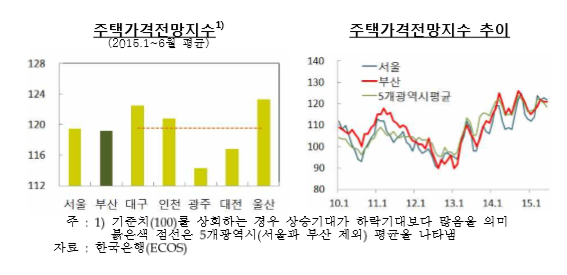 주택가격전망지수1)
(2015.1~6월 평균)
128
124
120
116
112
서울 부산 대구 인천 광주 대전 울산
주택가격전망지수 추이
140
130
120
110
100
90
80
서울
부산
5개광역시평균
10.1 11.1 12.1 13.1 14.1 15.1
주 : 1) 기준치(100)를 상회하는 경우 상승기대가 하락기대보다 많음을 의미
붉은색 점선은 5개광역시(서울과 부산 제외) 평균을 나타냄
자료 : 한국은행(ECOS)